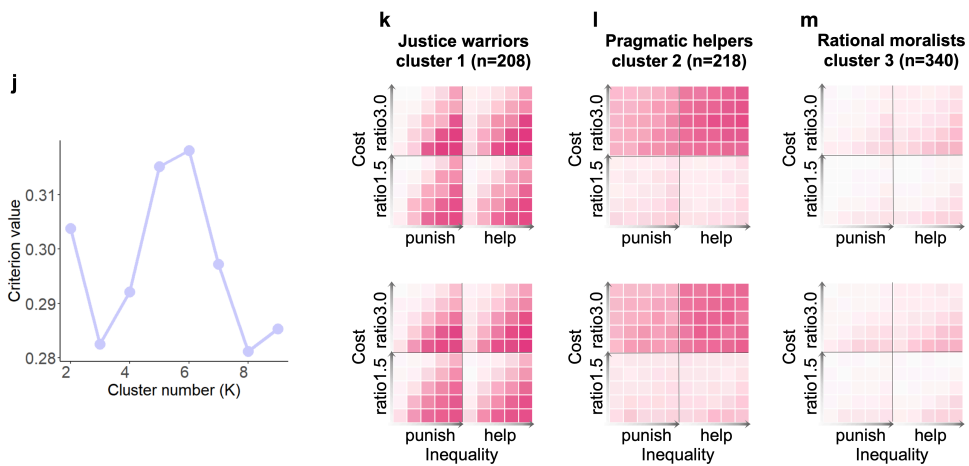 j
Criterion value
0.31
0.30
0.29
0.28
2
4
6
8
Cluster number (K)
k
Justice warriors
cluster 1 (n=208)
Cost
ratio3.0
ratio1.5
punish
help
Cost
ratio3.0
ratio1.5
punish
help
Inequality
l
Pragmatic helpers
cluster 2 (n=218)
Cost
ratio3.0
ratio1.5
punish
help
Cost
ratio3.0
ratio1.5
punish
help
Inequality
m
Rational moralists
cluster 3 (n=340)
Cost
ratio3.0
ratio1.5
punish
help
Cost
ratio3.0
ratio1.5
punish
help
Inequality